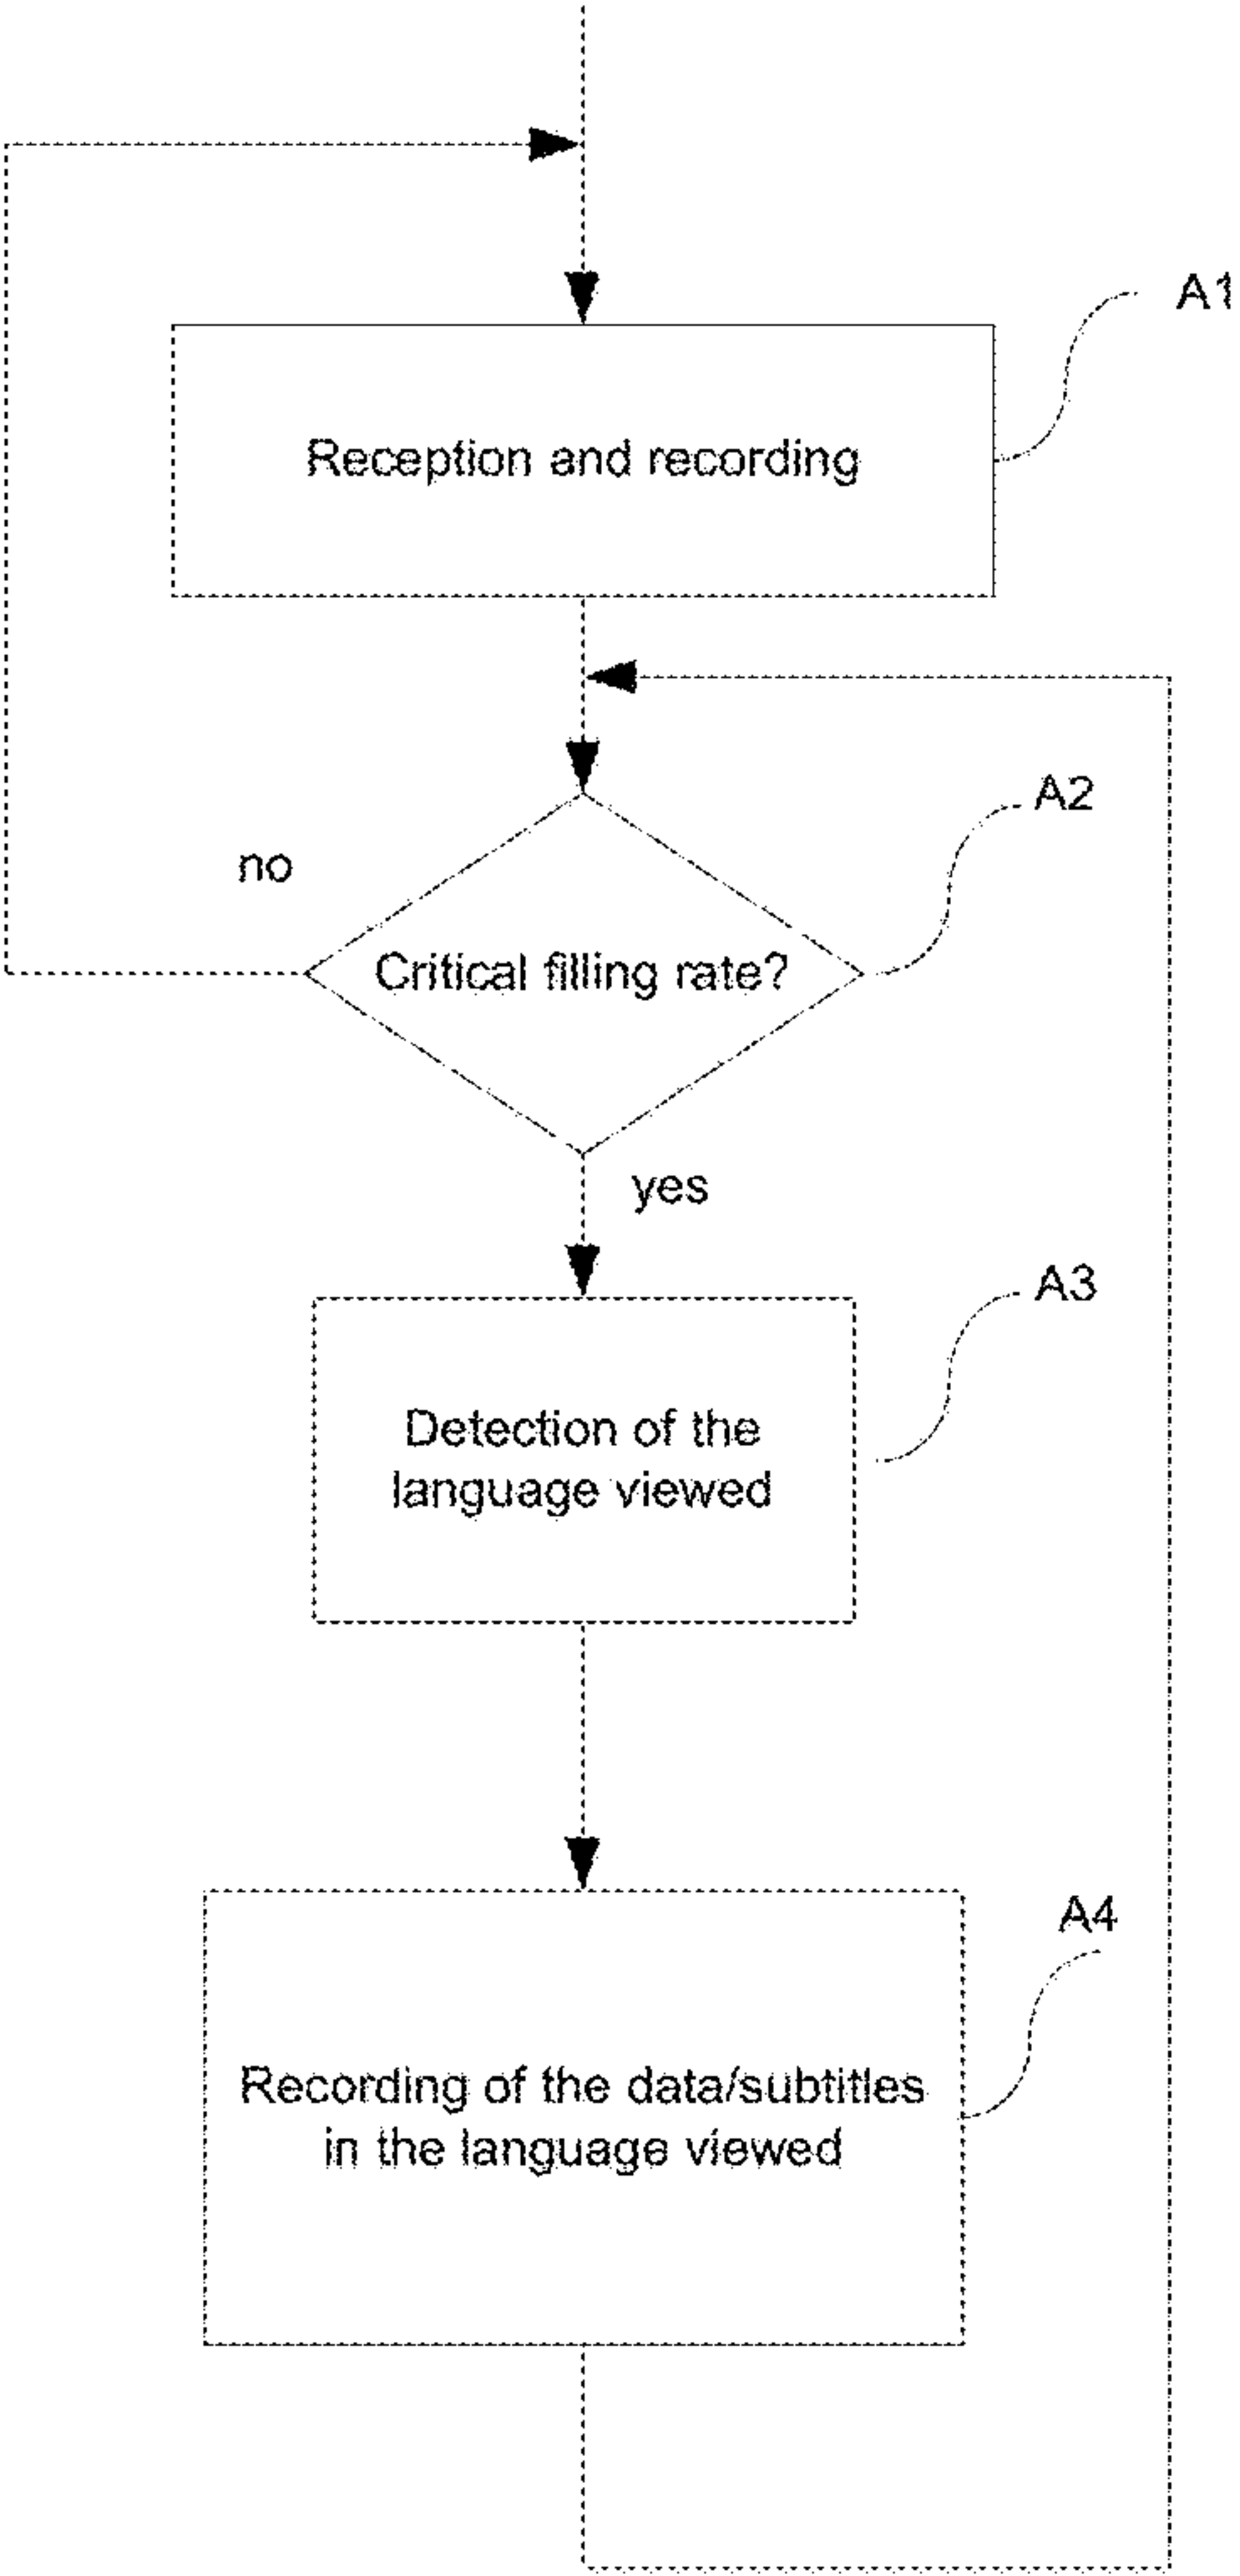 A1
Reception and recording
A2
no
Critical filling rate?
yes
A3
Detection of the
language viewed
A4
Recording of the data/subtitles
in the language viewed